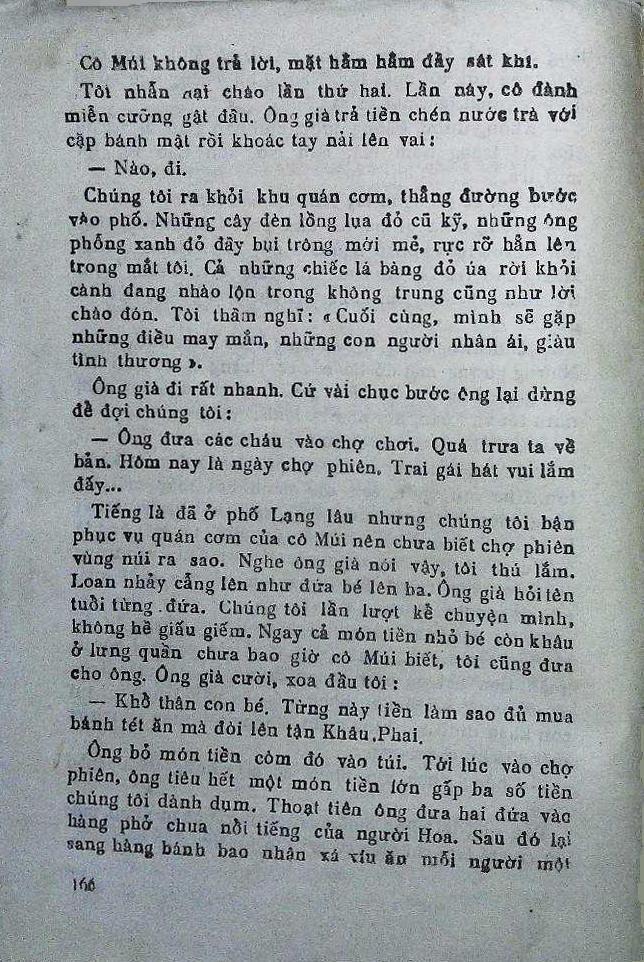 Cô Múi không trả lời, mặt hằm hằm đầy sát khí.
Tôi nhẫn nại chào lần thứ hai. Lần này, cô đành
miễn cưỡng gật đầu. Ông già trả tiền chén nước trà với
cặp bánh mật rồi khoác tay nải lên vai :
— Nào, đi.
Chúng tôi ra khỏi khu quán cơm, thẳng đường bước
vào phố. Những cây đèn lồng lụa đỏ cũ kỹ, những ông
phỗng xanh đỏ đầy bụi trông mới mẻ, rực rỡ hẳn lên
trong mắt tôi. Cả những chiếc lá bàng đỏ úa rời khỏi
cành đang nhào lộn trong không trung cũng như lời
chào đón. Tôi thầm nghĩ : « Cuối cùng, mình sẽ gặp
những điều may mắn, những con người nhân ái, giàu
tình thương ».
Ông già đi rất nhanh. Cứ vài chục bước ông lại dừng
để đợi chúng tôi :
— Ông đưa các cháu vào chợ chơi. Quá trưa ta về
bản. Hôm nay là ngày chợ phiên. Trai gái hát vui lắm
đấy...
Tiếng là đã ở phố Lạng lâu nhưng chúng tôi bận
phục vụ quán cơm của cô Múi nên chưa biết chợ phiên
vùng núi ra sao. Nghe ông già nói vậy, tôi thú lắm.
Loan nhảy cẫng lên như đứa bé lên ba. Ông già hỏi tên
tuổi từng đứa. Chúng tôi lần lượt kể chuyện mình,
không hề giấu giếm. Ngay cả món tiền nhỏ bé còn khâu
ở lưng quần chưa bao giờ cô Múi biết, tôi cũng đưa
cho ông. Ông già cười, xoa đầu tôi :
— Khổ thân con bé. Từng này tiền làm sao đủ mua
bánh tét ăn mà đòi lên tận Khâu Phai.
Ông bỏ món tiền còm đó vào túi. Tới lúc vào chợ
phiên, ông tiêu hết một món tiền lớn gấp ba số tiền
chúng tôi dành dụm. Thoạt tiên ông đưa hai đứa vào
hàng phở chua nổi tiếng của người Hoa. Sau đó lại
sang hàng bánh bao nhân xá xíu ăn mỗi người một
166